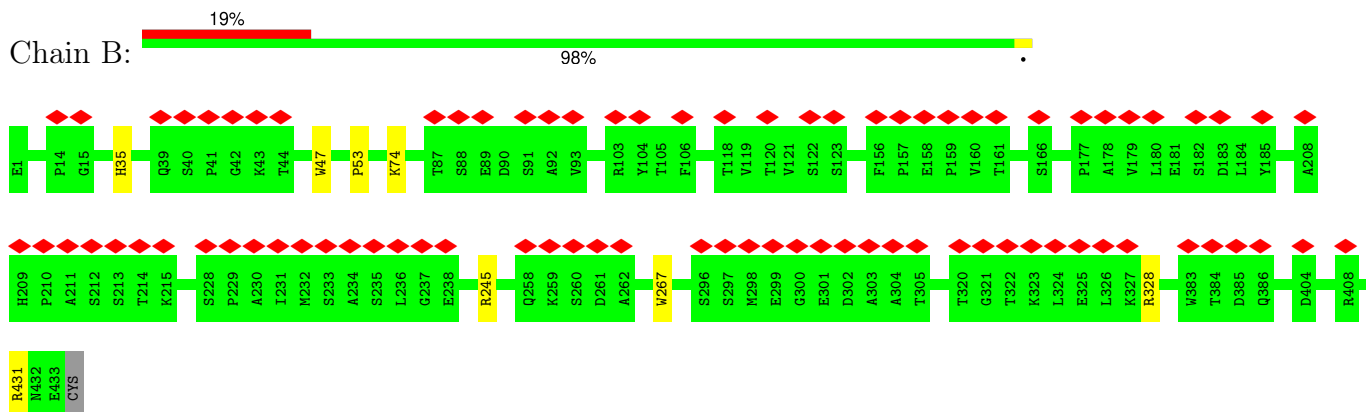 19%
Chain B:
98%
.
E1 P14 G15 H35 Q39 S40 P41 G42 K43 T44 W47 P53 K74 T87 S88 E89 D90 S91 A92 V93 R103 Y104 T105 F106 T118 V119 T120 V121 S122 S123 F156 P157 E158 P159 V160 T161 S166 P177 A178 V179 L180 E181 S182 D183 L184 Y185 A208
H209 P210 A211 S212 S213 T214 K215 S228 P229 A230 I231 M232 S233 A234 S235 L236 G237 E238 R245 Q258 K259 S260 D261 A262 W267 S296 S297 M298 E299 G300 E301 D302 A303 A304 T305 T320 G321 T322 K323 L324 E325 L326 K327 R328 W383 T384 D385 Q386 D404 R408
R431 N432 E433 CYS